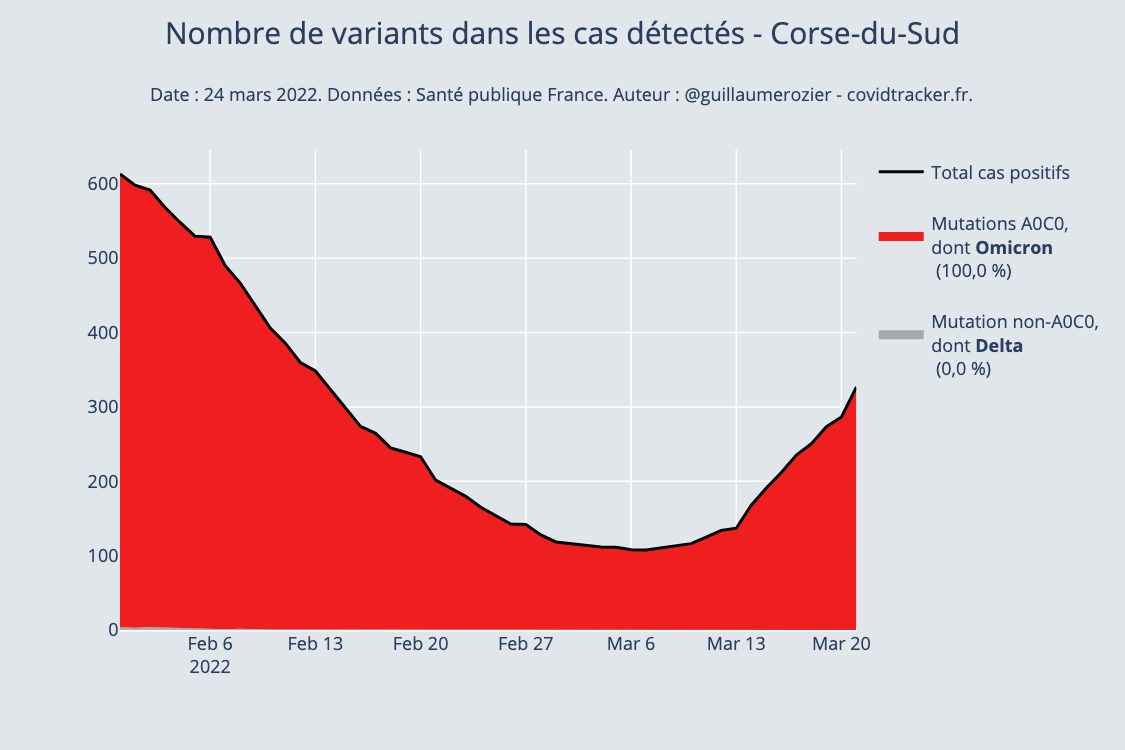 Nombre de variants dans les cas détectés - Corse-du-Sud
Date : 24 mars 2022. Données : Santé publique France. Auteur : @guillaumerozier - covidtracker.fr.
600
500
400
300
200
100
0
Feb 6
2022
Feb 13
Feb 20
Feb 27
Mar 6
Mar 13
Mar 20
Total cas positifs
Mutations A0C0,
dont Omicron
(100,0 %)
Mutation non-A0C0,
dont Delta
(0,0 %)